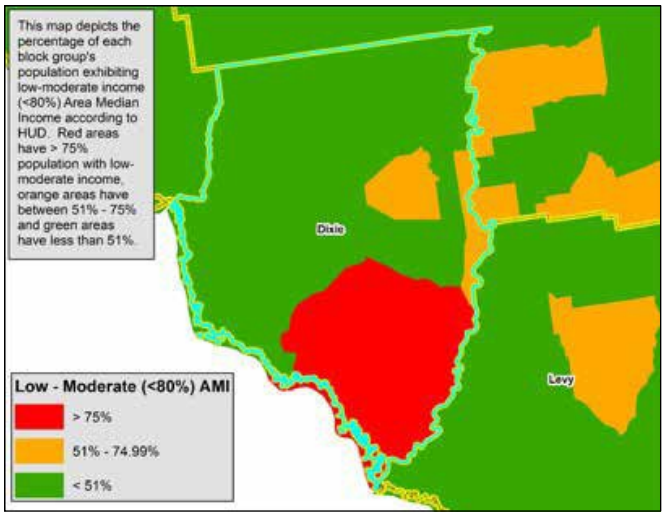 This map depicts the
percentage of each
block group's
population exhibiting
low-moderate income
(<80%) Area Median
Income according to
HUD. Red areas
have > 75%
population with low-
moderate income,
orange areas have
between 51% - 75%
and green areas
have less than 51%.
Dixie
Levy
Low - Moderate (<80%) AMI
> 75%
51% - 74.99%
< 51%